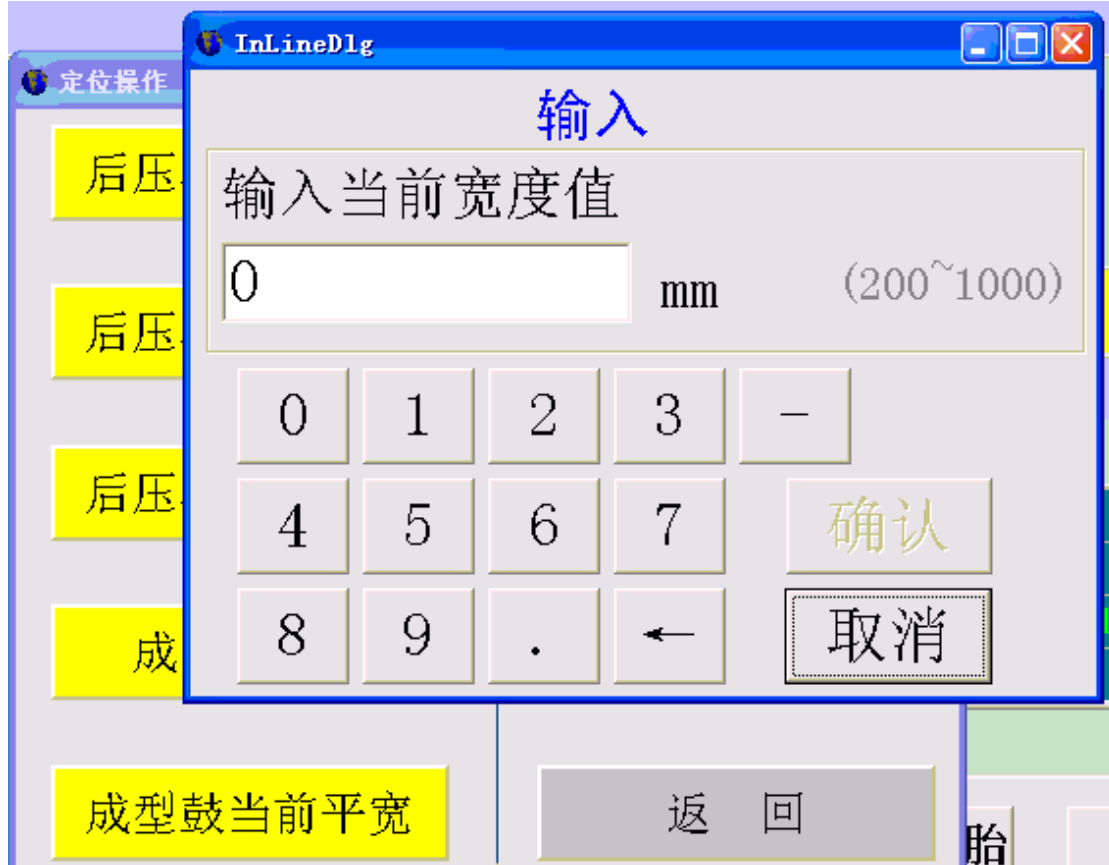 InLineDlg
定位操作
输入
输入当前宽度值
0
mm
(200~1000)
0 1 2 3 -
4 5 6 7
确认
8 9 . ←
取消
后压
后压
后压
成
成型鼓当前平宽
返 回
胎